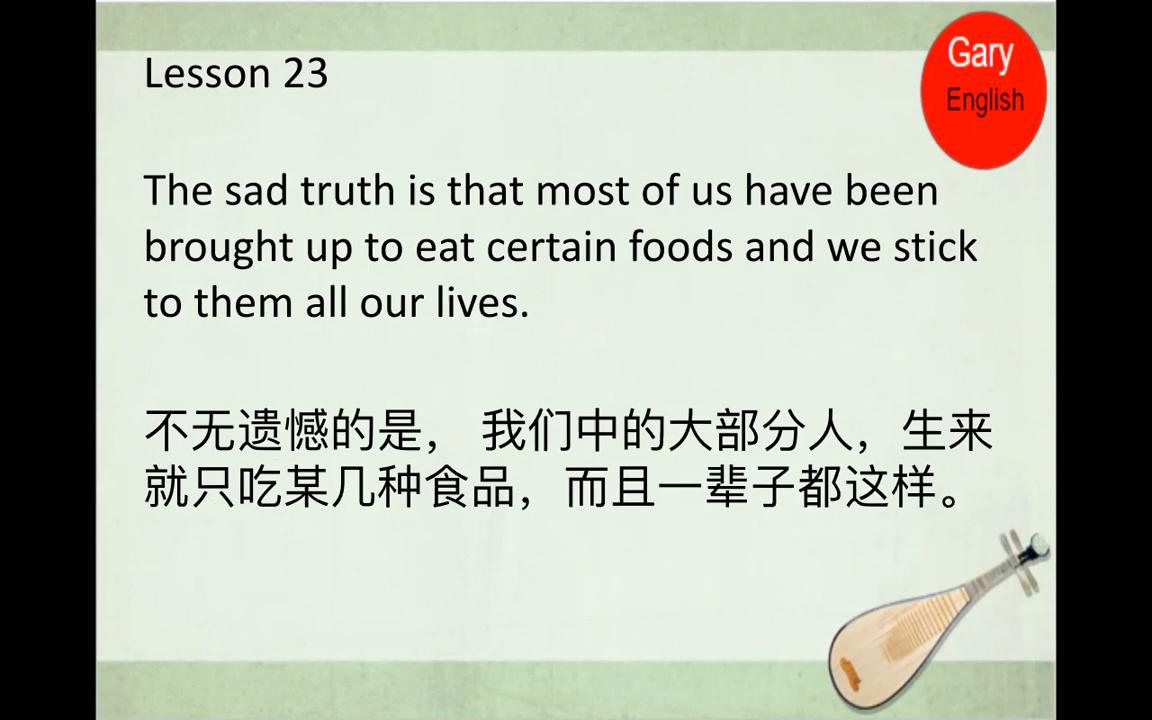 Lesson 23
Gary
English
The sad truth is that most of us have been
brought up to eat certain foods and we stick
to them all our lives.
不无遗憾的是， 我们中的大部分人，生来
就只吃某几种食品，而且一辈子都这样。